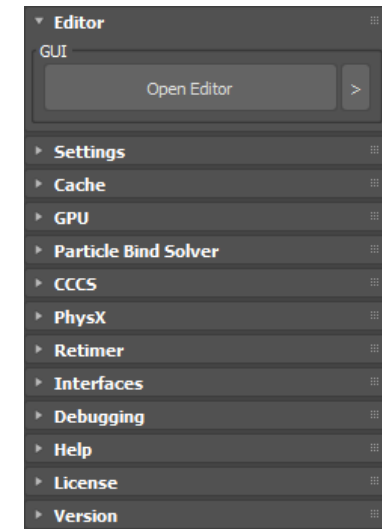 Editor
GUI
Open Editor >
Settings
Cache
GPU
Particle Bind Solver
CCCS
PhysX
Retimer
Interfaces
Debugging
Help
License
Version